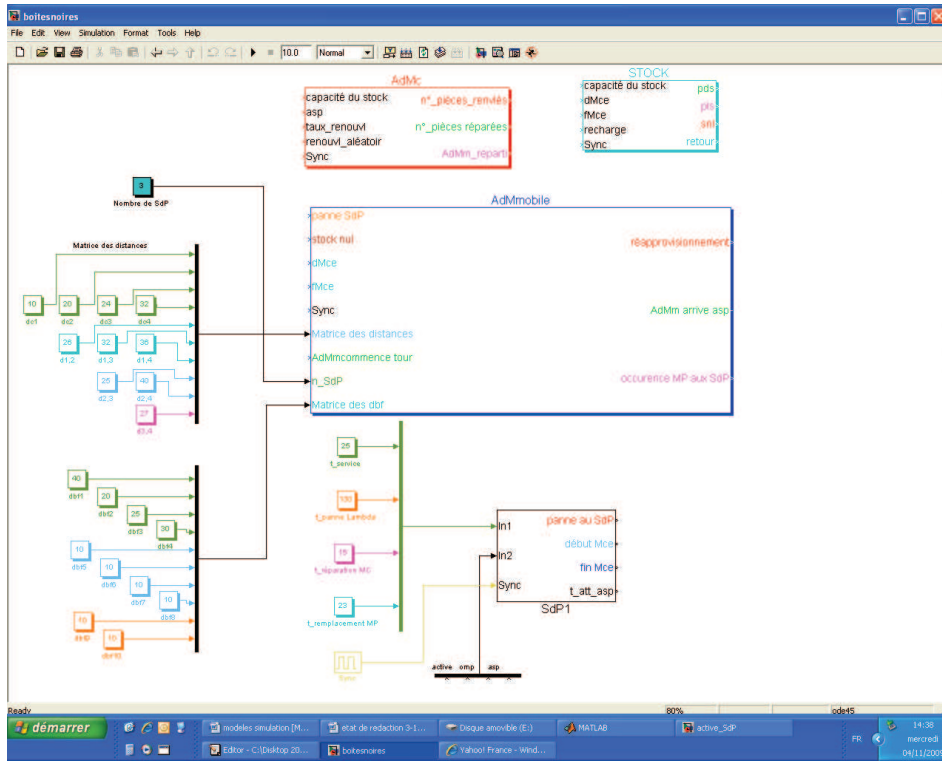 boitesnoires
File Edit View Simulation Format Tools Help
10.0 Normal
AdMc
capacité du stock n°_pièces_renvlés
asp
taux_renouvl n°_pièces réparées
renouvl_aléatoir
Sync AdMm_réparti
STOCK
capacité du stock pds
dMce pls
fMce snl
recharge
Sync retour
3
Nombre de SdP
AdMmobile
panne SdP
stock nul réapprovisionnement
dMce
fMce
Sync AdMm arrive asp
Matrice des distances
AdMmcommence tour
n_SdP occurence MP aux SdP
Matrice des dbf
Matrice des distances
10 20 24 32
dc1 dc2 dc3 dc4
26 32 36
d1,2 d1,3 d1,4
25 40
d2,3 d2,4
27
d3,4
40
dbf1
20
dbf2
25
dbf3
30
dbf4
10
dbf5
10
dbf6
10
dbf7
10
dbf8
10
10
25
t_service
100
t_panne Lambda
15
t_réparation MC
23
t_remplacement MP
In1 panne au SdP
début Mce
In2
fin Mce
Sync
t_att_asp
SdP1
active omp asp
Ready 80% ode45
démarrer
modeles simulation [M...
etat de redaction 3-1...
Disque amovible (E:)
MATLAB
active_SdP
Editor - C:\Disktop 20...
boitesnoires
Yahoo! France - Wind...
FR
14:38
mercredi
04/11/2009